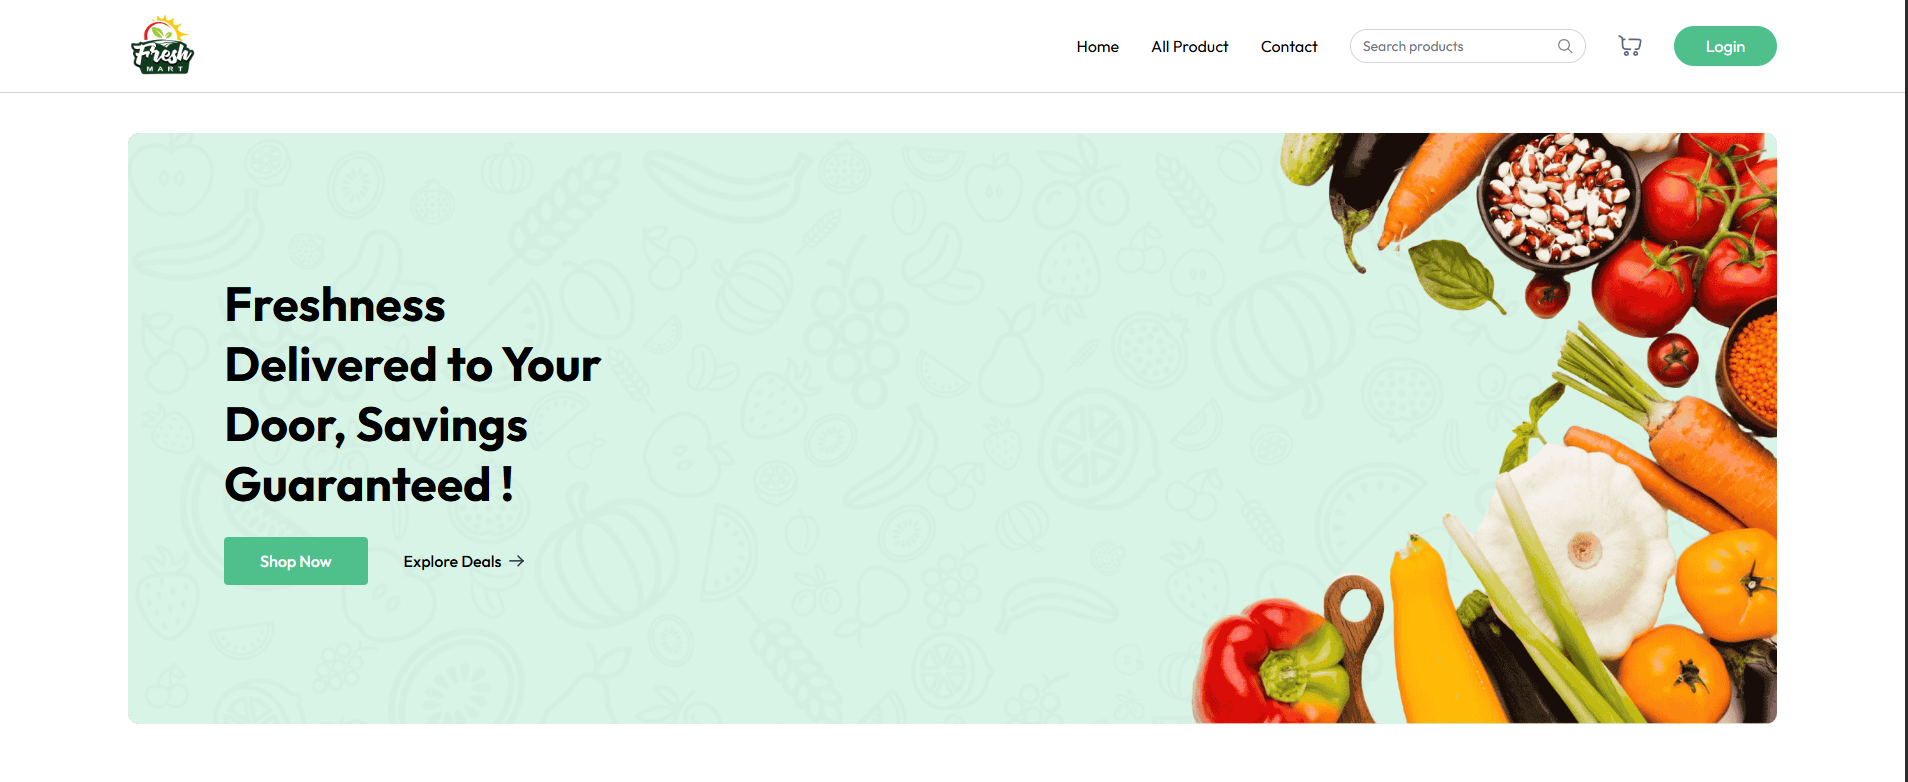 Fresh
MART
Home
All Product
Contact
Search products
Login
Freshness
Delivered to Your
Door, Savings
Guaranteed !
Shop Now
Explore Deals